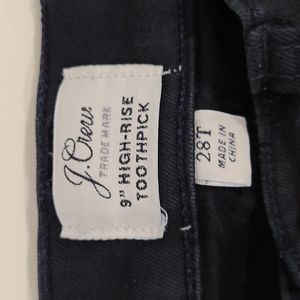 J.Crew
TRADE MARK
9" HIGH-RISE
TOOTHPICK
28T
MADE IN
CHINA